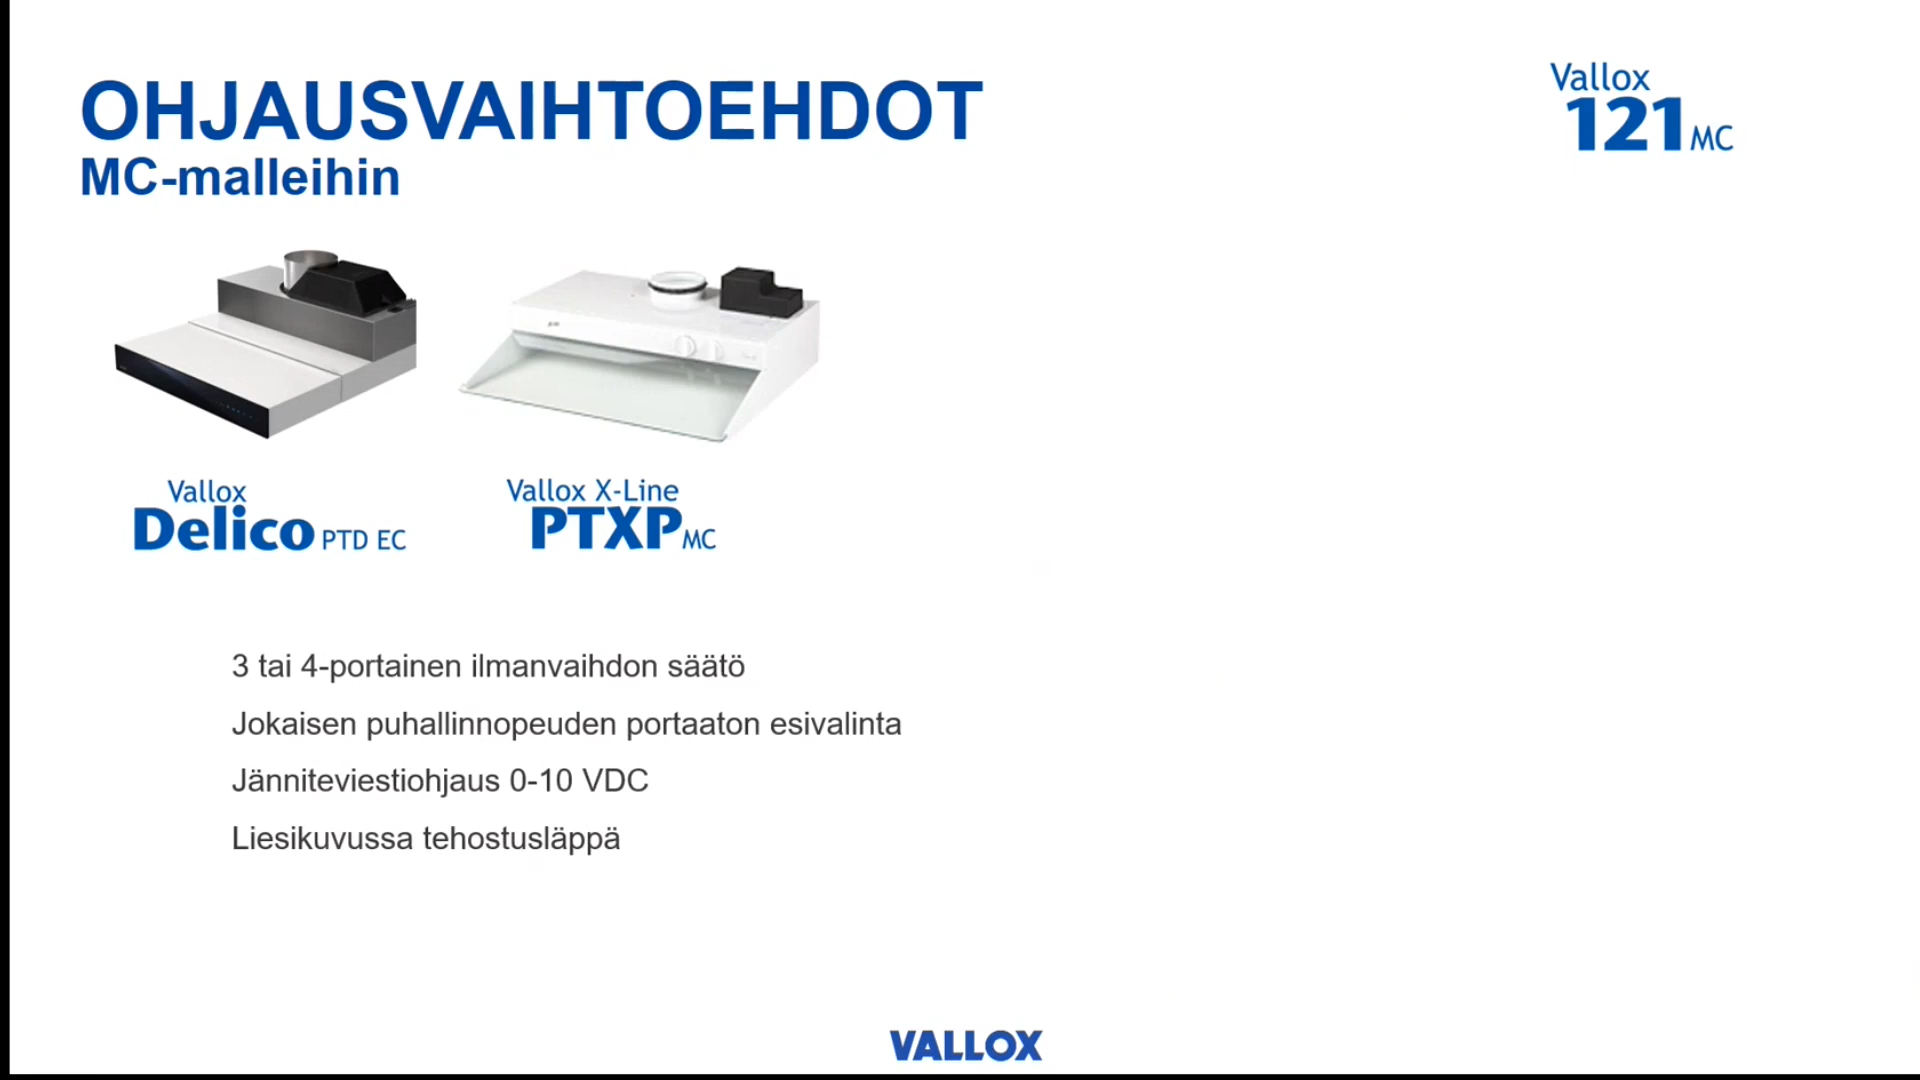 OHJAUSVAIHTOEHDOT
MC-malleihin
Vallox
121 MC
Vallox
Delico PTD EC
Vallox X-Line
PTXP MC
3 tai 4-portainen ilmanvaihdon säätö
Jokaisen puhallinnopeuden portaaton esivalinta
Jänniteviestiohjaus 0-10 VDC
Liesikuvussa tehostusläppä
VALLOX